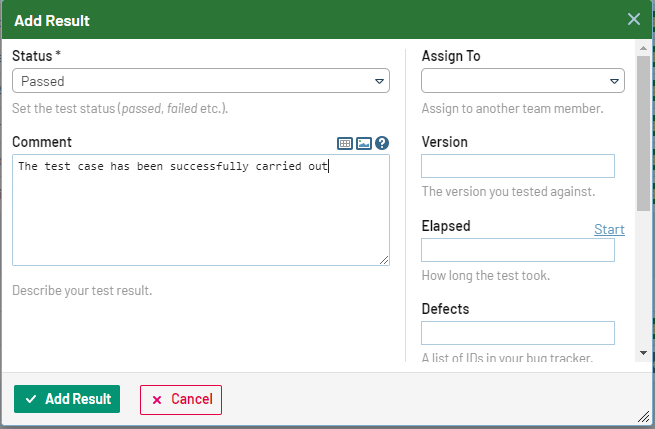 Add Result
Status *
Passed
Set the test status (passed, failed etc.).
Comment
The test case has been successfully carried out
Describe your test result.
Assign To
Assign to another team member.
Version
The version you tested against.
Elapsed
Start
How long the test took.
Defects
A list of IDs in your bug tracker.
Add Result
Cancel